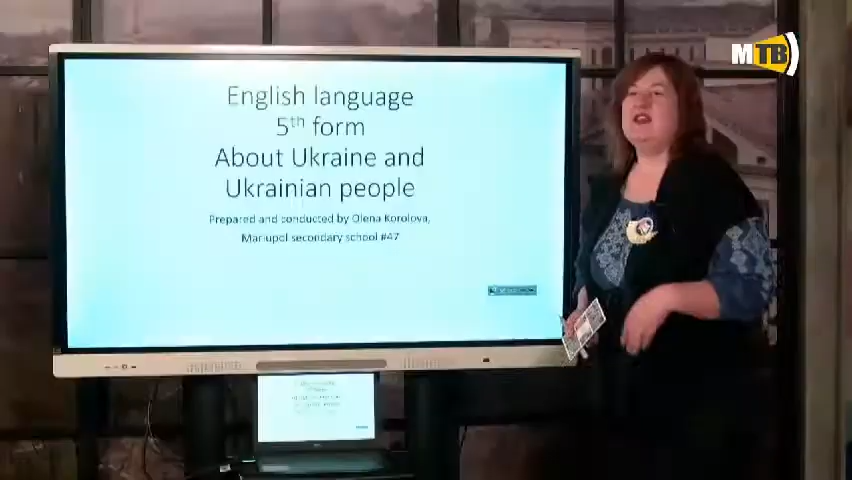 МТВ
English language
5th form
About Ukraine and
Ukrainian people
Prepared and conducted by Olena Korolova,
Mariupol secondary school #47